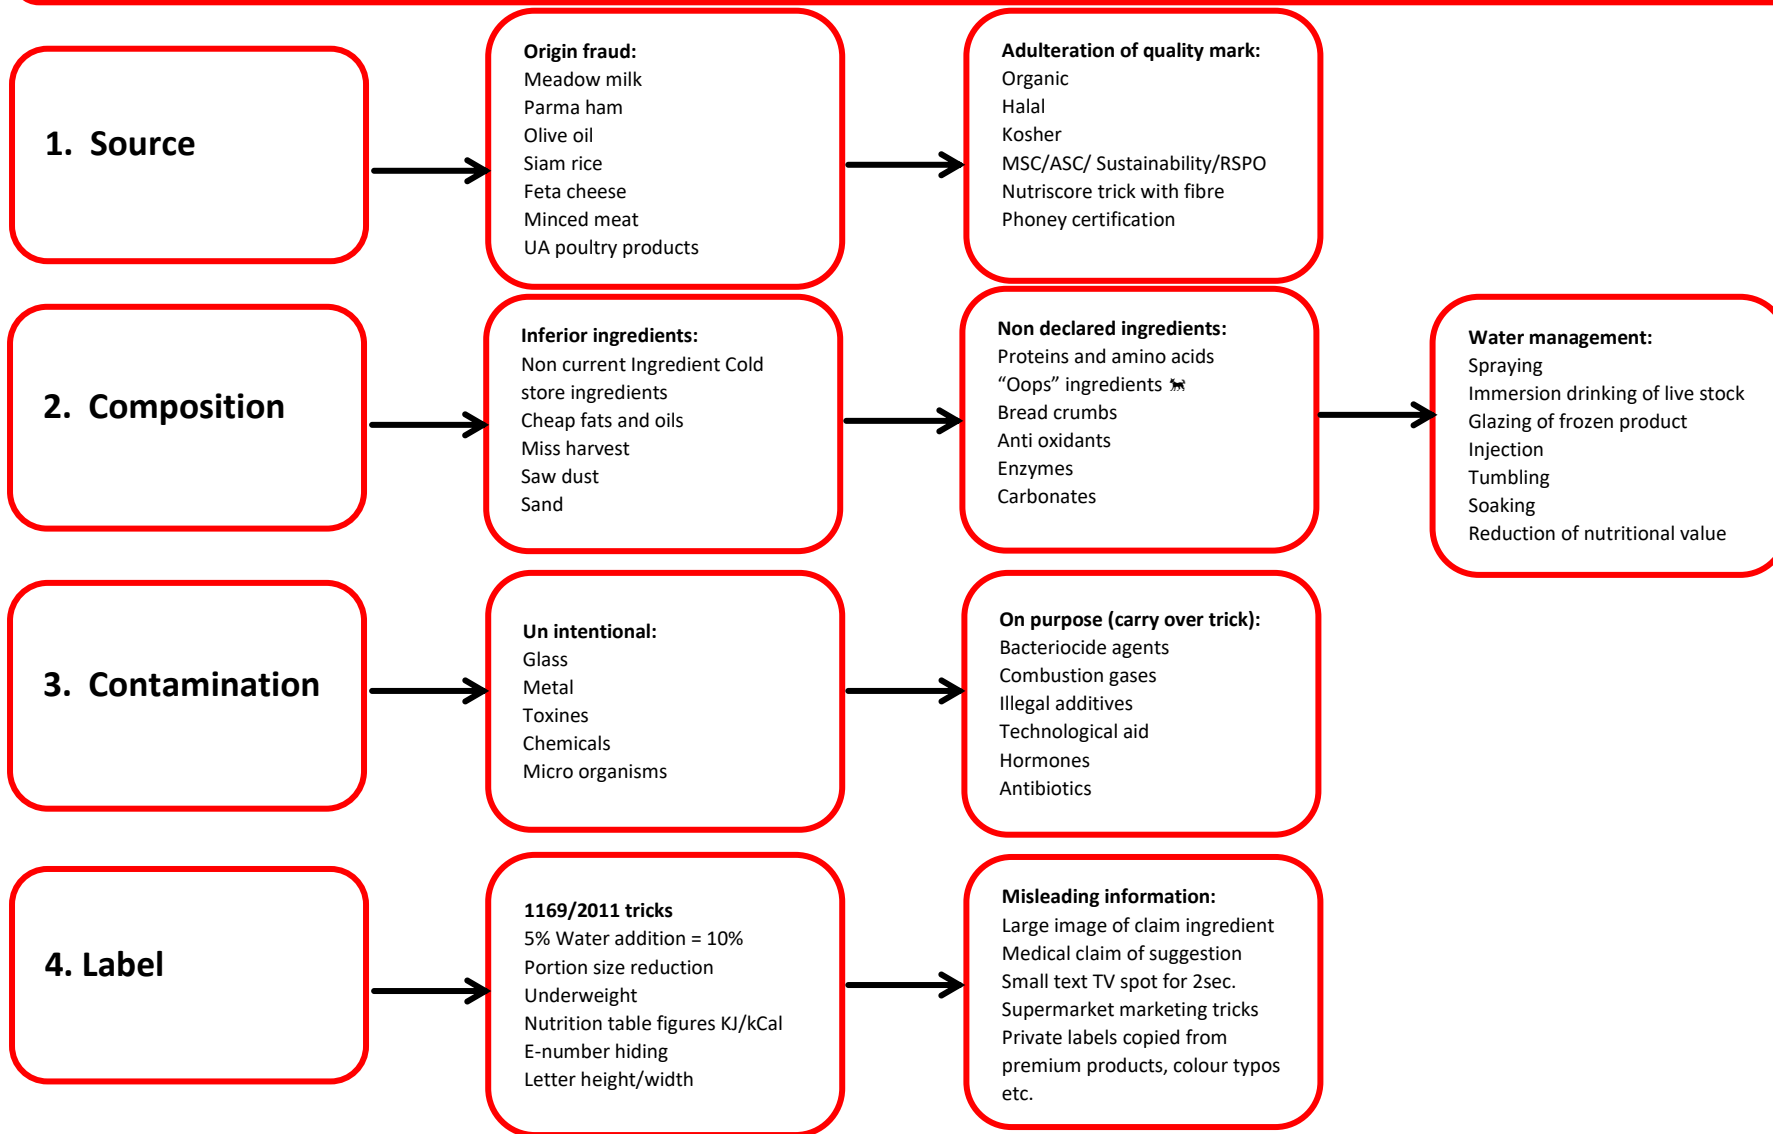 1. Source
Origin fraud:
Meadow milk
Parma ham
Olive oil
Siam rice
Feta cheese
Minced meat
UA poultry products
Adulteration of quality mark:
Organic
Halal
Kosher
MSC/ASC/ Sustainability/RSPO
Nutriscore trick with fibre
Phoney certification
2. Composition
Inferior ingredients:
Non current Ingredient Cold
store ingredients
Cheap fats and oils
Miss harvest
Saw dust
Sand
Non declared ingredients:
Proteins and amino acids
“Oops” ingredients 🐎
Bread crumbs
Anti oxidants
Enzymes
Carbonates
Water management:
Spraying
Immersion drinking of live stock
Glazing of frozen product
Injection
Tumbling
Soaking
Reduction of nutritional value
3. Contamination
Un intentional:
Glass
Metal
Toxines
Chemicals
Micro organisms
On purpose (carry over trick):
Bacteriocide agents
Combustion gases
Illegal additives
Technological aid
Hormones
Antibiotics
4. Label
1169/2011 tricks
5% Water addition = 10%
Portion size reduction
Underweight
Nutrition table figures KJ/kCal
E-number hiding
Letter height/width
Misleading information:
Large image of claim ingredient
Medical claim of suggestion
Small text TV spot for 2sec.
Supermarket marketing tricks
Private labels copied from
premium products, colour typos
etc.